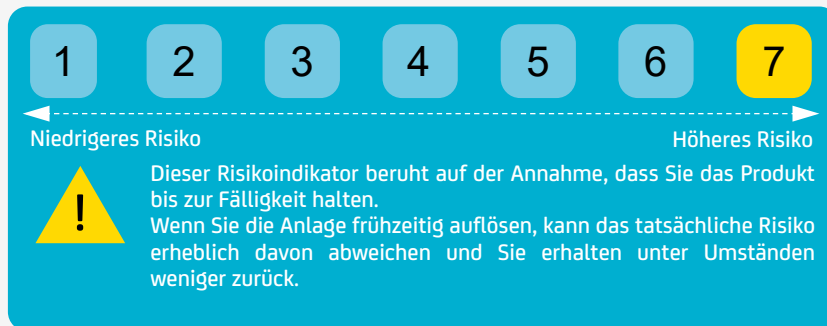 1 2 3 4 5 6 7
Niedrigeres Risiko Höheres Risiko
!
Dieser Risikoindikator beruht auf der Annahme, dass Sie das Produkt
bis zur Fälligkeit halten.
Wenn Sie die Anlage frühzeitig auflösen, kann das tatsächliche Risiko
erheblich davon abweichen und Sie erhalten unter Umständen
weniger zurück.